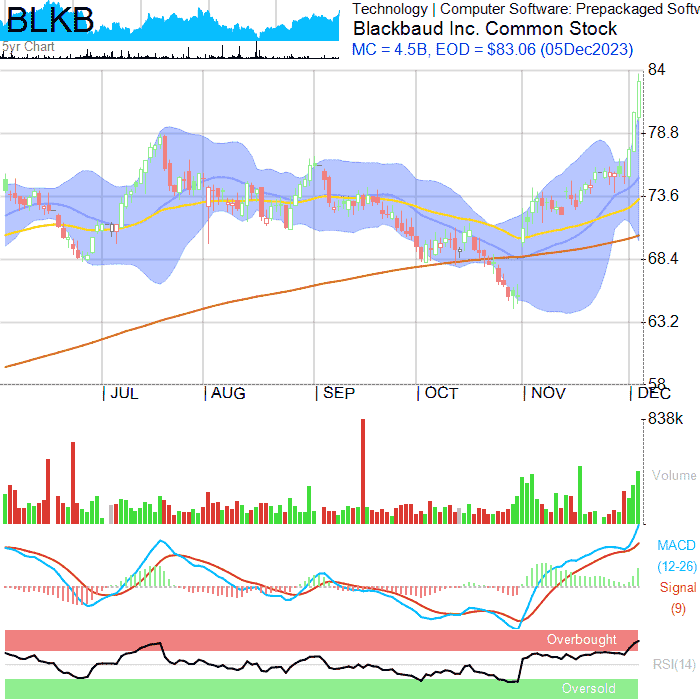 BLKB
5yr Chart
Technology | Computer Software: Prepackaged Softw
Blackbaud Inc. Common Stock
MC = 4.5B, EOD = $83.06 (05Dec2023)
84
78.8
73.6
68.4
63.2
58
JUL AUG SEP OCT NOV DEC
838k
Volume
MACD
(12-26)
Signal
(9)
Overbought
RSI(14)
Oversold